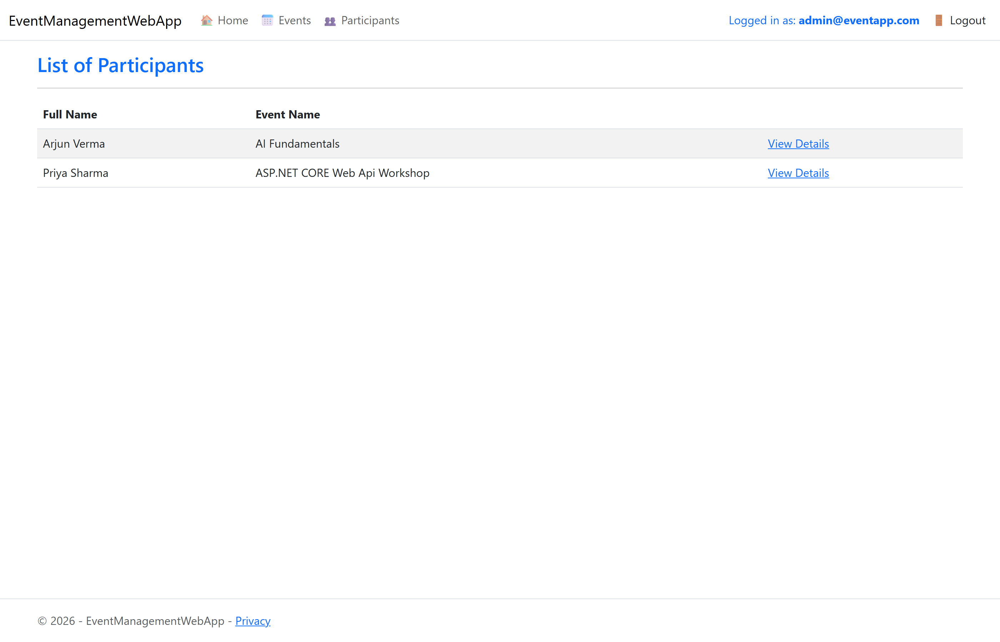 EventManagementWebApp Home Events Participants Logged in as: admin@eventapp.com Logout
List of Participants
Full Name Event Name
Arjun Verma AI Fundamentals View Details
Priya Sharma ASP.NET CORE Web Api Workshop View Details
© 2026 - EventManagementWebApp - Privacy